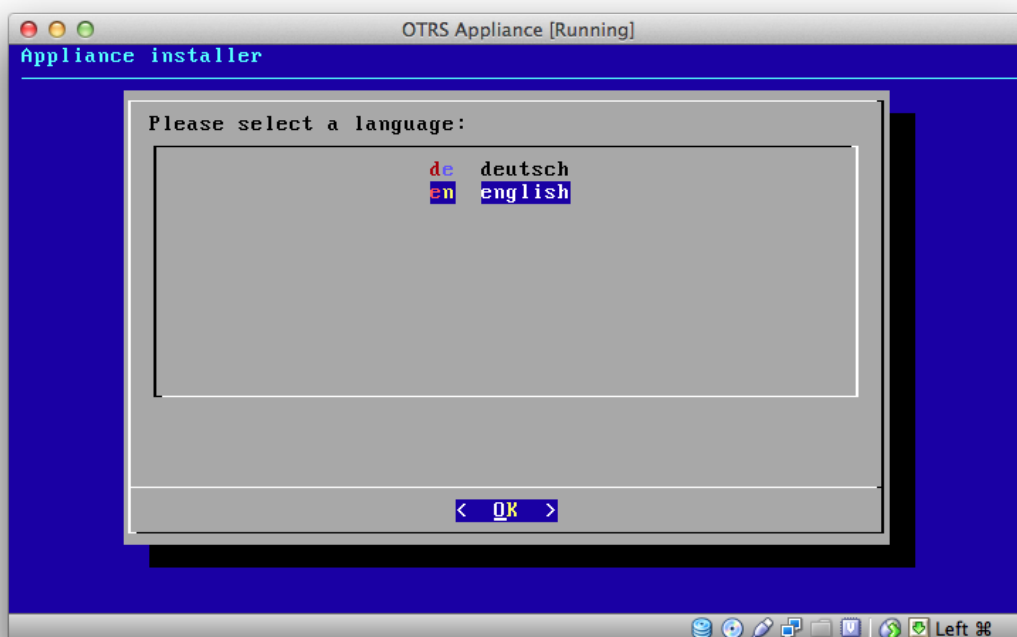 OTRS Appliance [Running]
Appliance installer
Please select a language:
de deutsch
en english
< OK >
Left ⌘